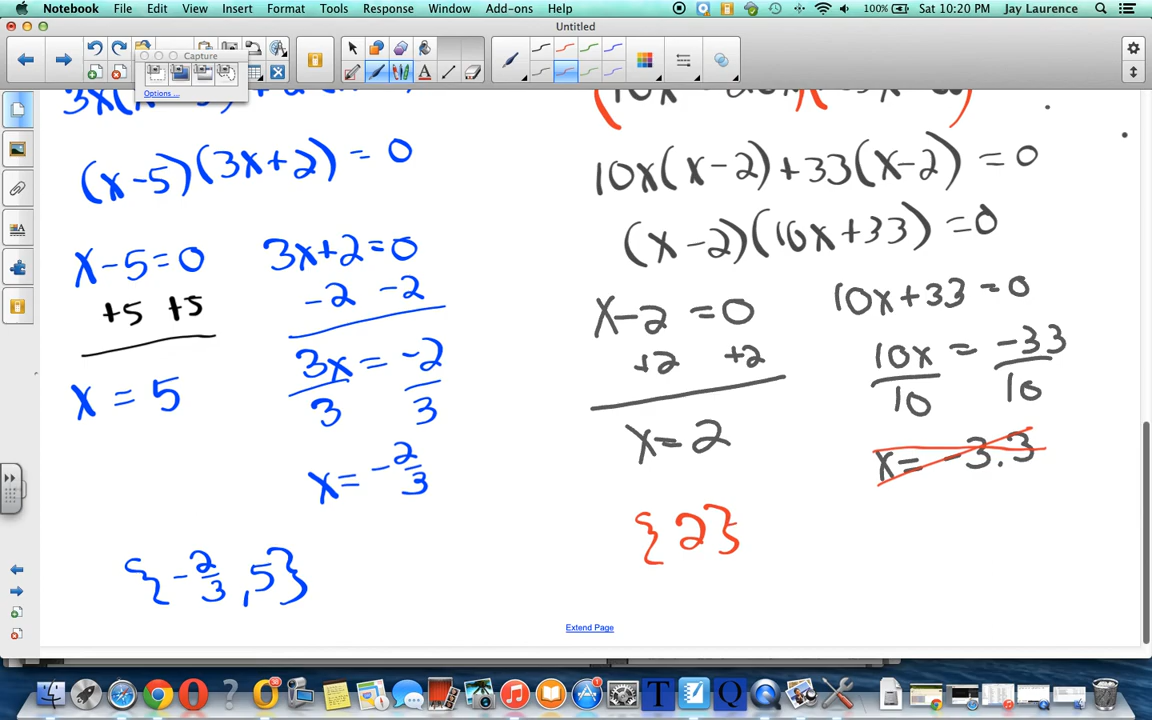 Notebook File Edit View Insert Format Tools Response Window Add-ons Help 100% Sat 10:20 PM Jay Laurence
Untitled
Capture
Options ...
(x-5)(3x+2) = 0
x-5=0
+5 +5
x = 5
3x+2=0
-2 -2
3x = -2
3 3
x= -2/3
{-2/3, 5}
10x(x-2)+33(x-2) = 0
(x-2)(10x+33) =0
x-2 =0
+2 +2
x=2
10x+33 =0
10x = -33
10 10
x= -3.3
{2}
Extend Page